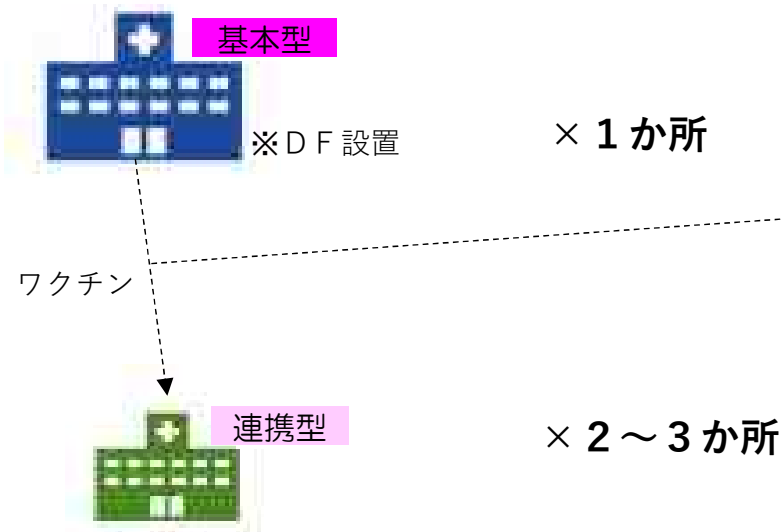 基本型
※ＤＦ設置
×１か所
ワクチン
連携型
×２～３か所